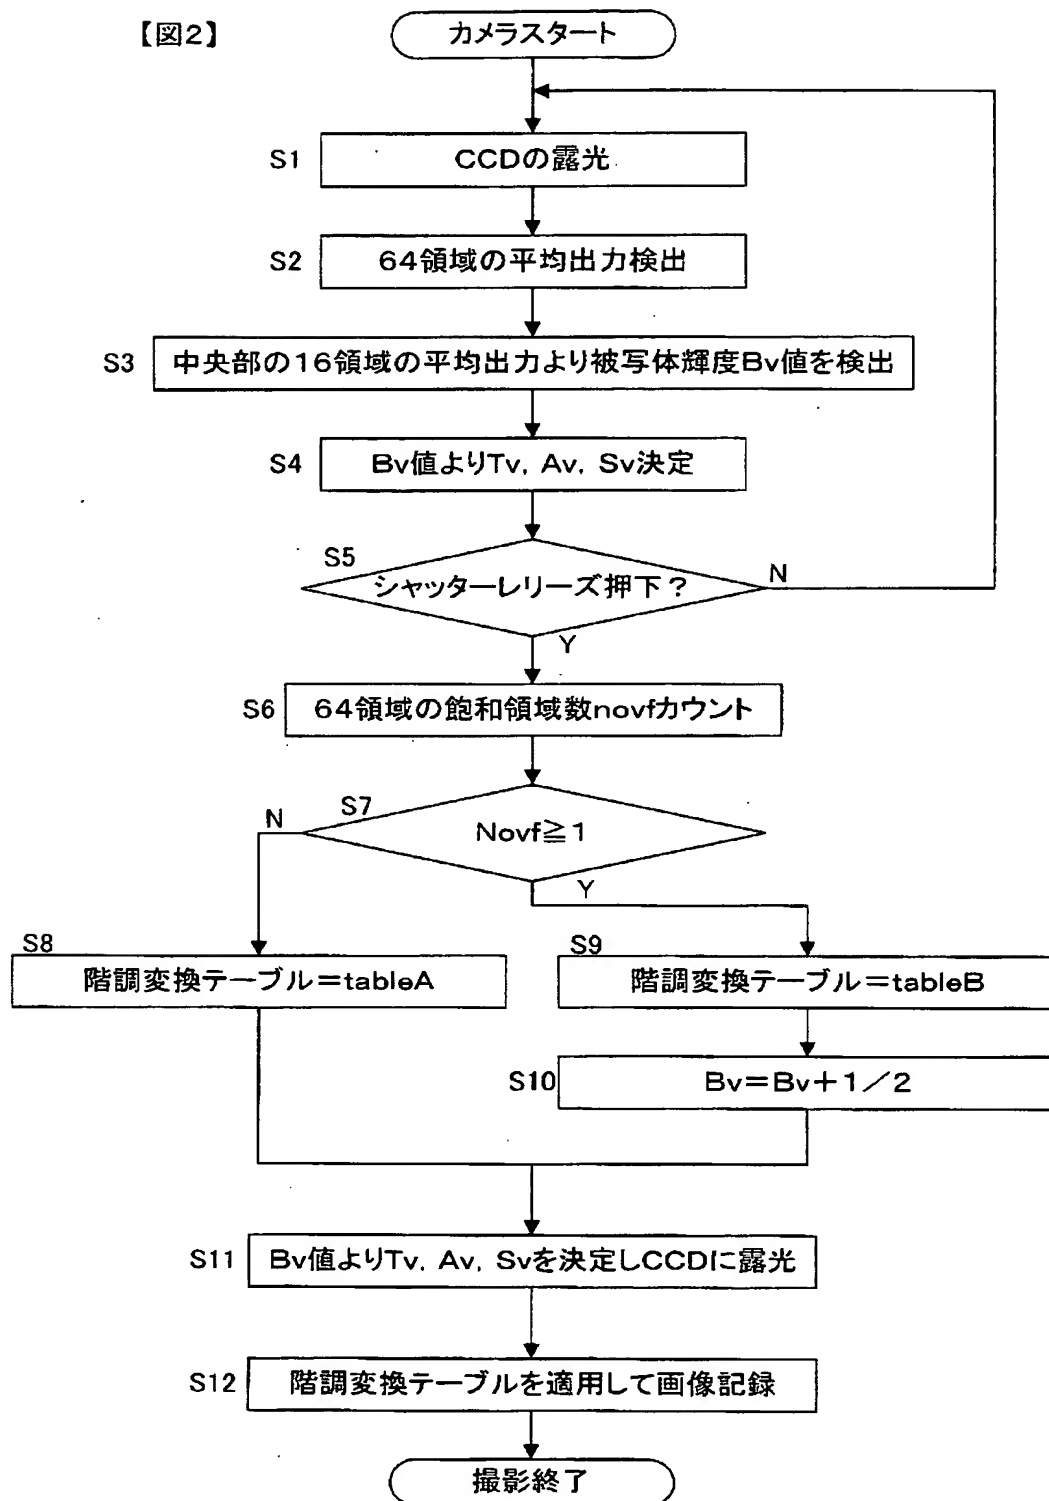 【図2】
カメラスタート
S1
CCDの露光
S2
64領域の平均出力検出
S3
中央部の16領域の平均出力より被写体輝度Bv値を検出
S4
Bv値よりTv, Av, Sv決定
S5
シャッターレリーズ押下?
N
Y
S6
64領域の飽和領域数novfカウント
S7
N
Novf≧1
Y
S8
階調変換テーブル=tableA
S9
階調変換テーブル=tableB
S10
Bv=Bv+1/2
S11
Bv値よりTv, Av, Svを決定しCCDに露光
S12
階調変換テーブルを適用して画像記録
撮影終了